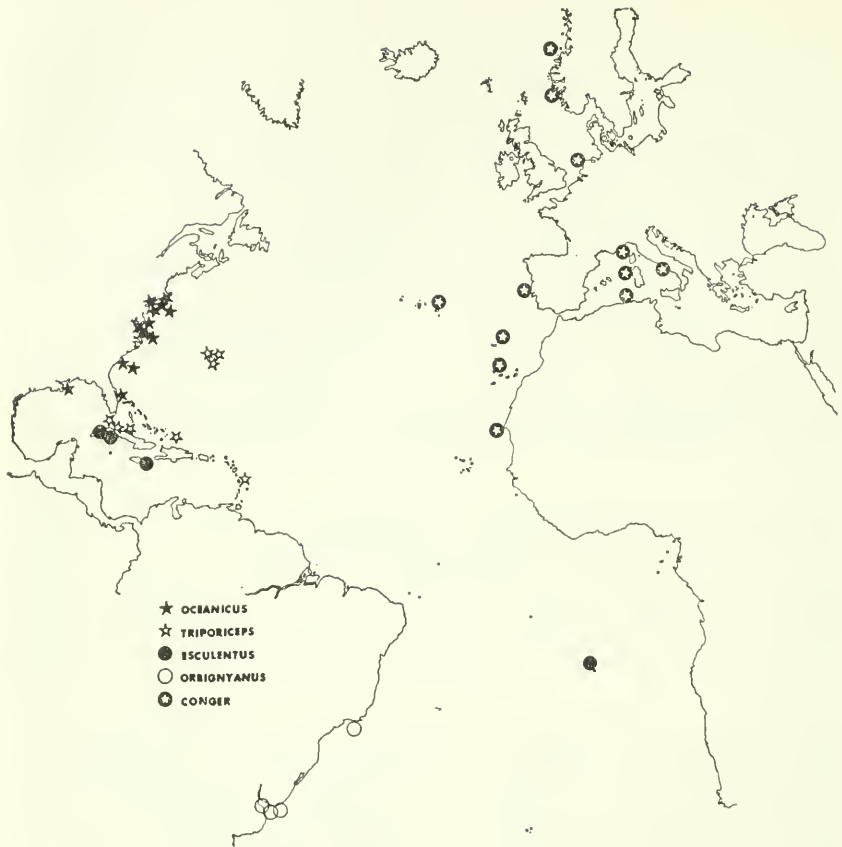 OCEANICUS
TRIPORICEPS
ESCULENTUS
ORBIGNYANUS
CONGER